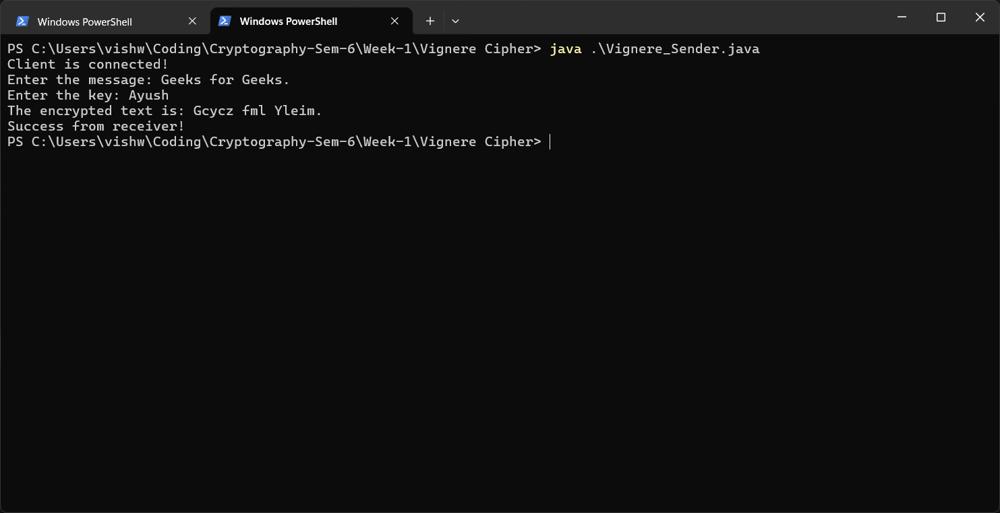 Windows PowerShell
Windows PowerShell
PS C:\Users\vishw\Coding\Cryptography-Sem-6\Week-1\Vignere Cipher> java .\Vignere_Sender.java
Client is connected!
Enter the message: Geeks for Geeks.
Enter the key: Ayush
The encrypted text is: Gcycz fml Yleim.
Success from receiver!
PS C:\Users\vishw\Coding\Cryptography-Sem-6\Week-1\Vignere Cipher>